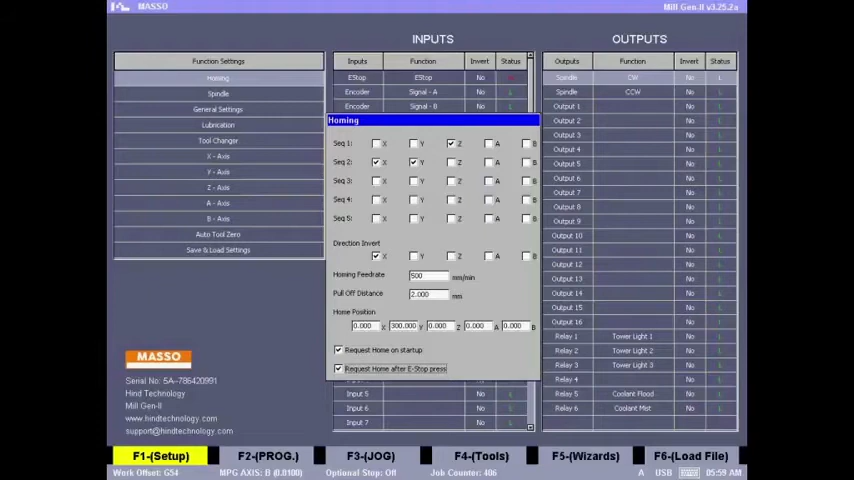 MASSO
Mill Gen-II v3.25.2a
INPUTS
OUTPUTS
Function Settings
Inputs Function Invert Status
Outputs Function Invert Status
Homing
EStop EStop No
Spindle CW No L
Spindle
Encoder Signal - A No L
Spindle CCW No L
General Settings
Encoder Signal - B No L
Output 1 No L
Lubrication
Output 2 No L
Tool Changer
Output 3 No L
X - Axis
Output 4 No L
Y - Axis
Output 5 No L
Z - Axis
Output 6 No L
A - Axis
Output 7 No L
B - Axis
Output 8 No L
Auto Tool Zero
Output 9 No L
Save & Load Settings
Output 10 No L
Output 11 No L
Output 12 No L
Output 13 No L
Output 14 No L
Output 15 No L
Output 16 No L
Relay 1 Tower Light 1 No L
Relay 2 Tower Light 2 No L
Relay 3 Tower Light 3 No L
Relay 4 No L
Relay 5 Coolant Flood No L
Relay 6 Coolant Mist No L
Homing
Seq 1: X Y Z A B
Seq 2: X Y Z A B
Seq 3: X Y Z A B
Seq 4: X Y Z A B
Seq 5: X Y Z A B
Direction Invert
X Y Z A B
Homing Feedrate 500 mm/min
Pull Off Distance 2.000 mm
Home Position
0.000 X 300.000 Y 0.000 Z 0.000 A 0.000 B
Request Home on startup
Request Home after E-Stop press
Input 5 No L
Input 6 No L
Input 7 No L
MASSO
Serial No: 5A-786420991
Hind Technology
Mill Gen-II
www.hindtechnology.com
support@hindtechnology.com
F1-(Setup) F2-(PROG.) F3-(JOG) F4-(Tools) F5-(Wizards) F6-(Load File)
Work Offset: G54 MPG AXIS: B (0.0100) Optional Stop: Off Job Counter: 406 A USB 05:59 AM